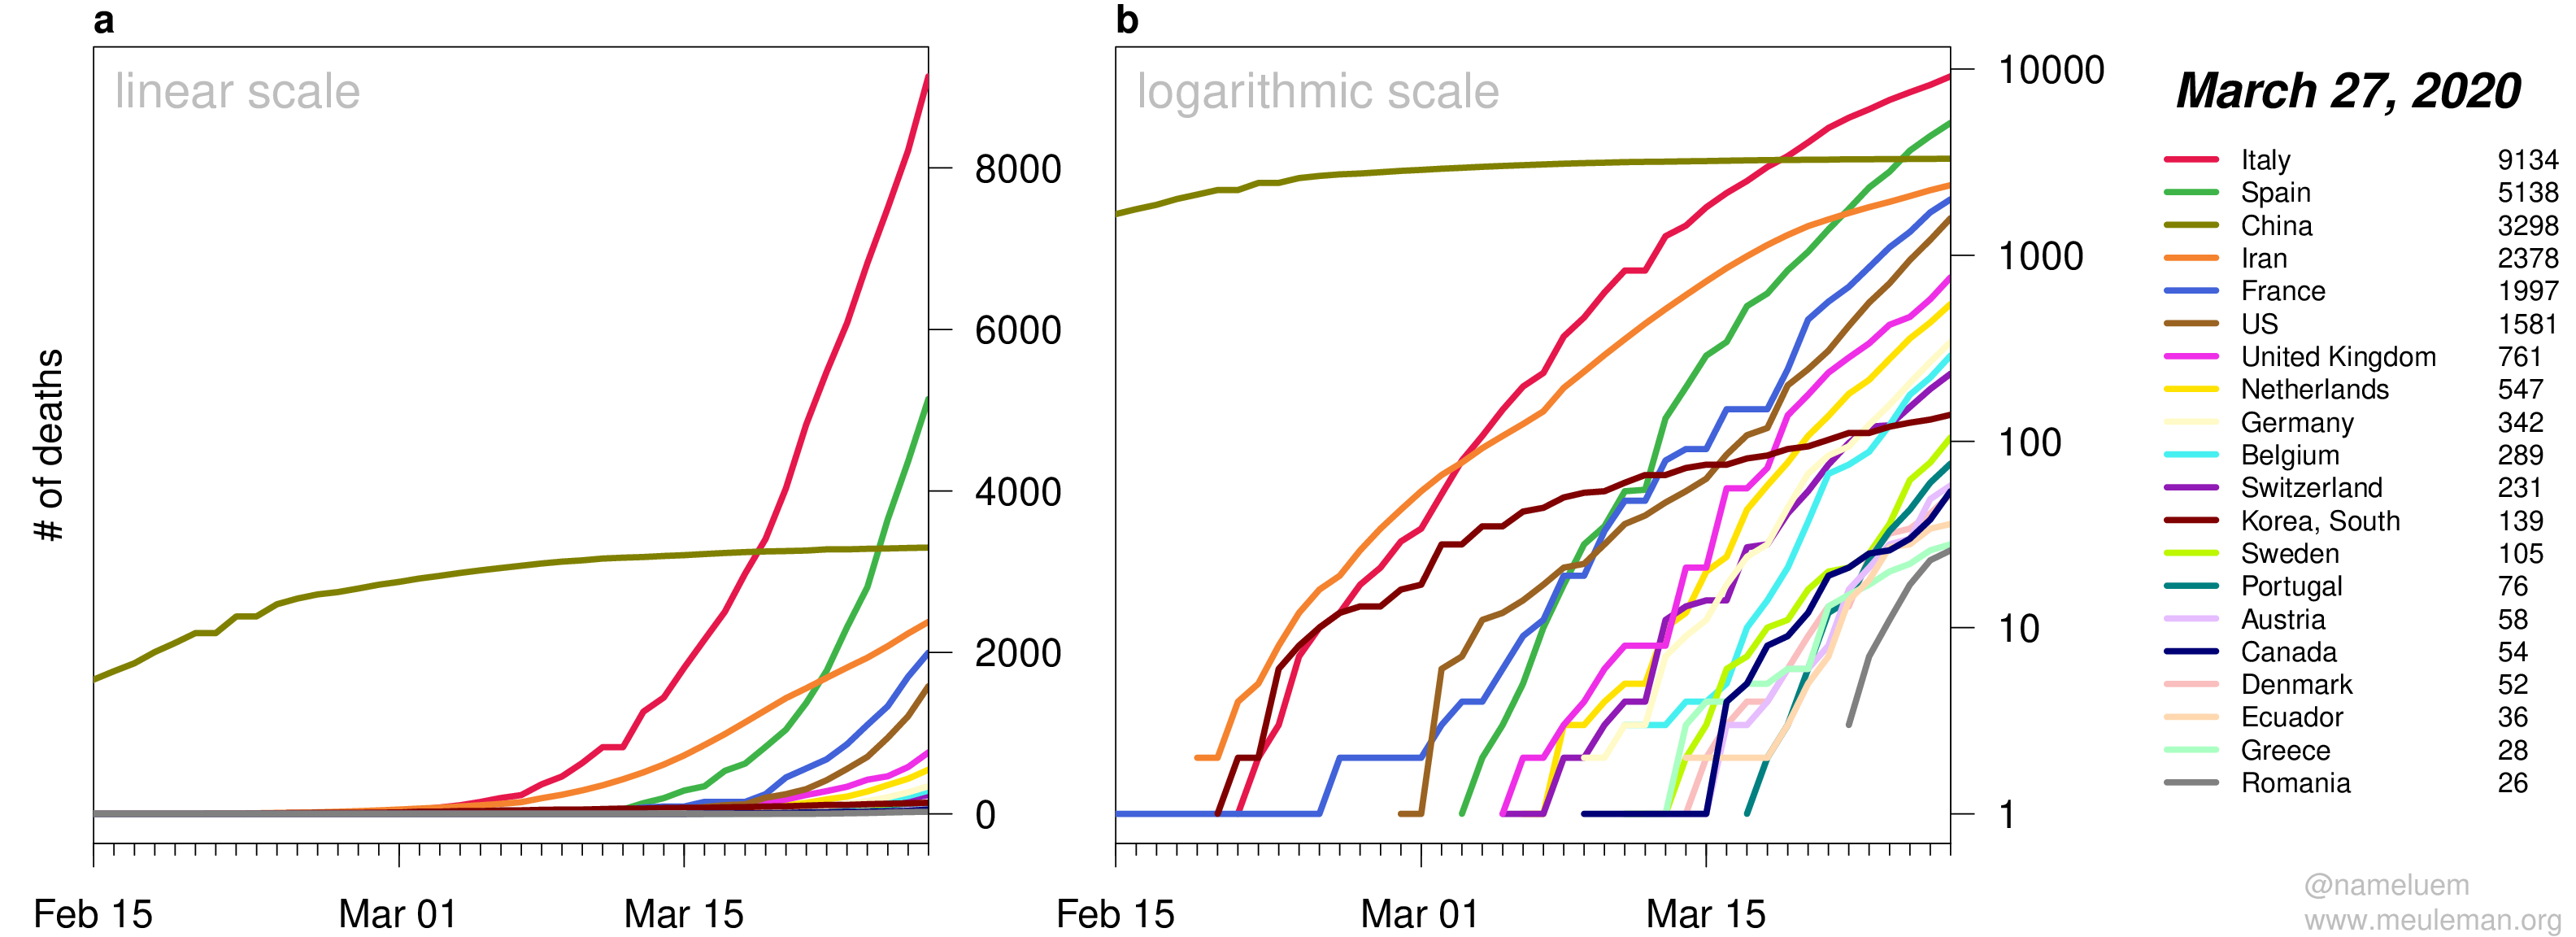 a
linear scale
# of deaths
8000
6000
4000
2000
0
Feb 15 Mar 01 Mar 15
b
logarithmic scale
10000
1000
100
10
1
Feb 15 Mar 01 Mar 15
March 27, 2020
Italy 9134
Spain 5138
China 3298
Iran 2378
France 1997
US 1581
United Kingdom 761
Netherlands 547
Germany 342
Belgium 289
Switzerland 231
Korea, South 139
Sweden 105
Portugal 76
Austria 58
Canada 54
Denmark 52
Ecuador 36
Greece 28
Romania 26
@nameluem
www.meuleman.org